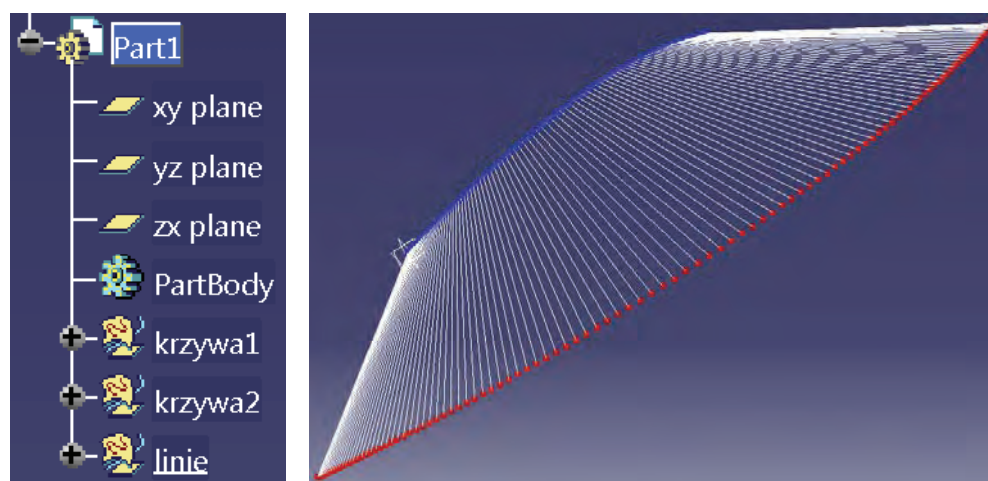 Part1
xy plane
yz plane
zx plane
PartBody
krzywa1
krzywa2
linie